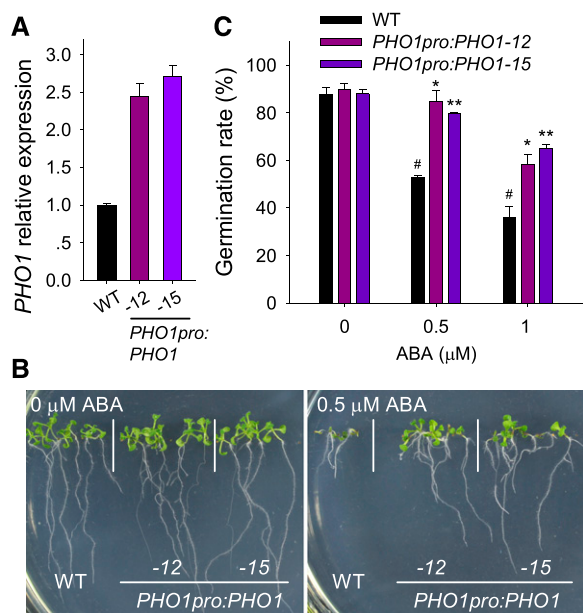 A
PHO1 relative expression
3.0
2.5
2.0
1.5
1.0
.5
0.0
WT
-12
-15
PHO1pro:
PHO1
C
WT
PHO1pro:PHO1-12
PHO1pro:PHO1-15
Germination rate (%)
100
80
60
40
20
0
#
*
**
#
*
**
0
0.5
1
ABA (μM)
B
0 μM ABA
WT
-12
-15
PHO1pro:PHO1
0.5 μM ABA
WT
-12
-15
PHO1pro:PHO1